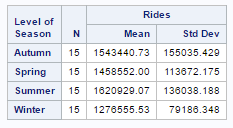 Level of Season N Rides
Mean Std Dev
Autumn 15 1543440.73 155035.429
Spring 15 1458552.00 113672.175
Summer 15 1620929.07 136038.188
Winter 15 1276555.53 79186.348